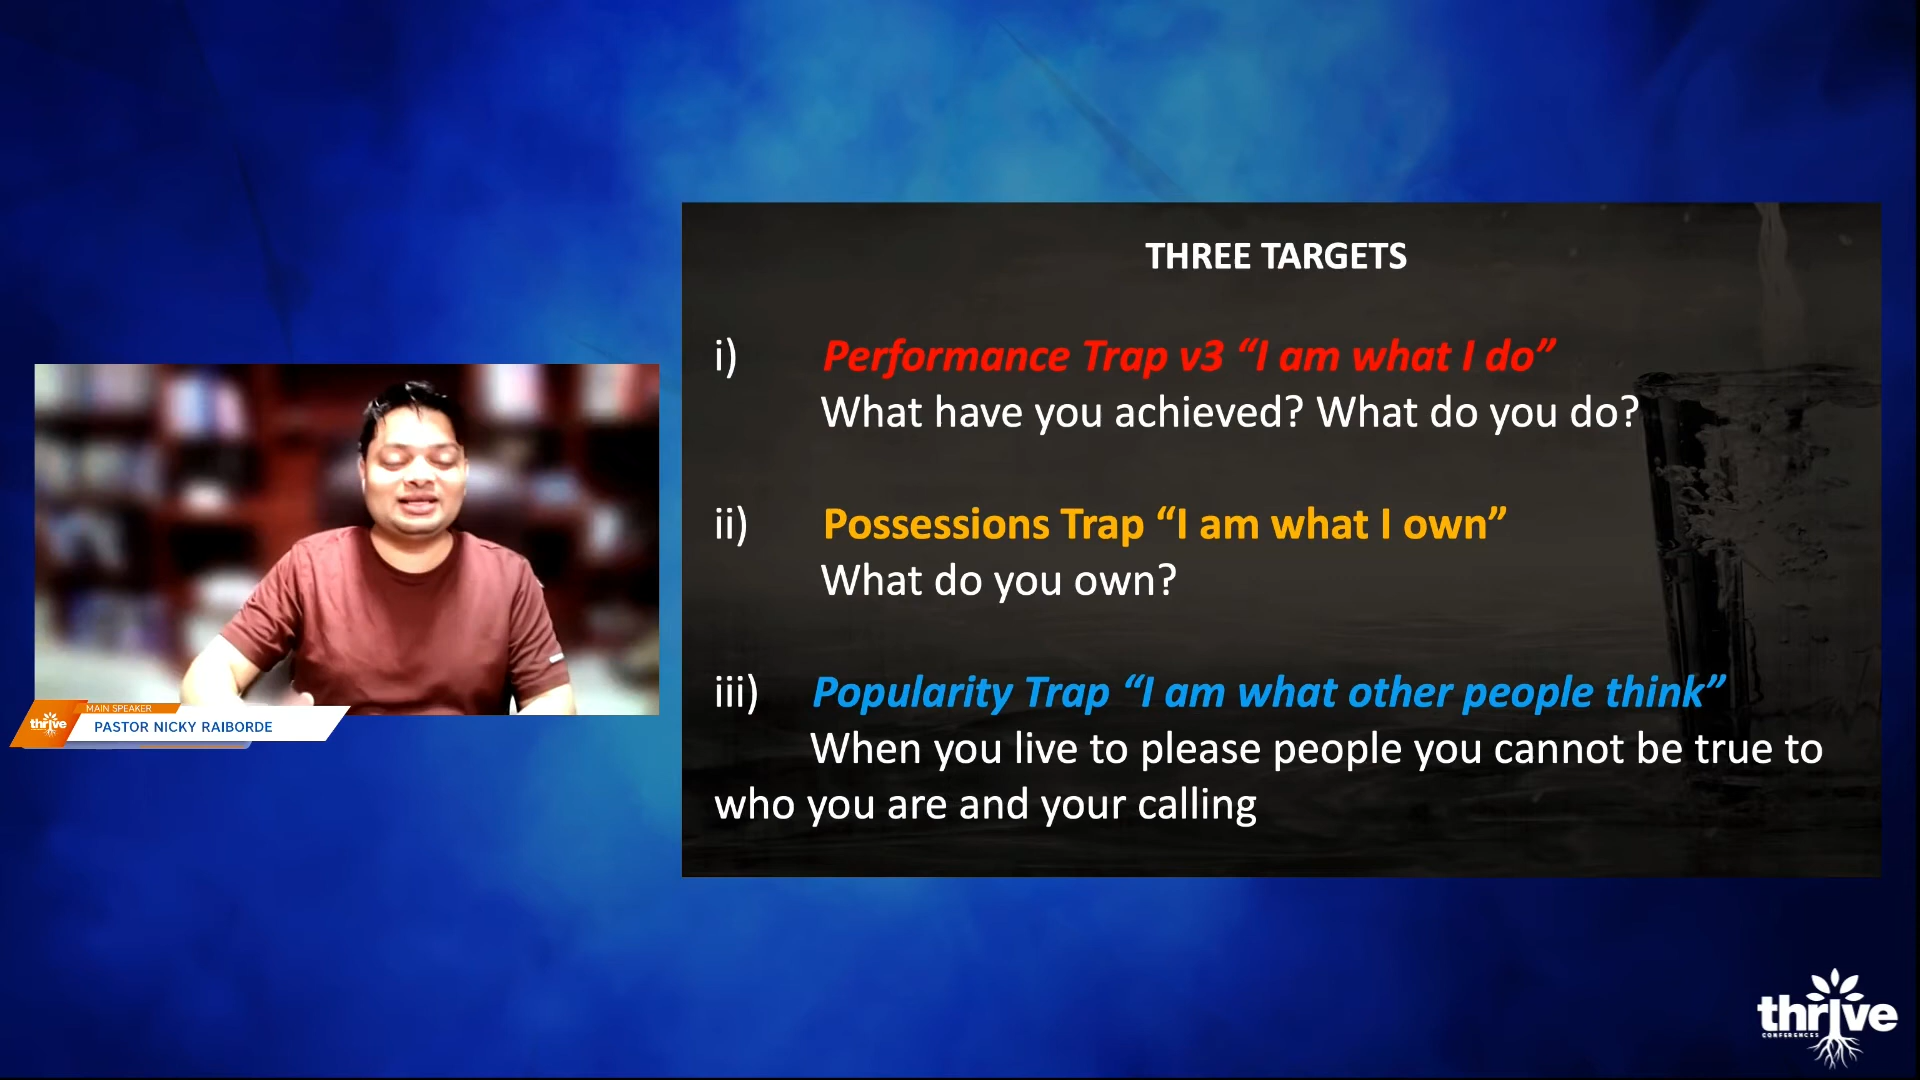 THREE TARGETS
i) Performance Trap v3 “I am what I do”
What have you achieved? What do you do?
ii) Possessions Trap “I am what I own”
What do you own?
iii) Popularity Trap “I am what other people think”
When you live to please people you cannot be true to
who you are and your calling
MAIN SPEAKER
thrive
PASTOR NICKY RAIBORDE
thrive
CONFERENCES